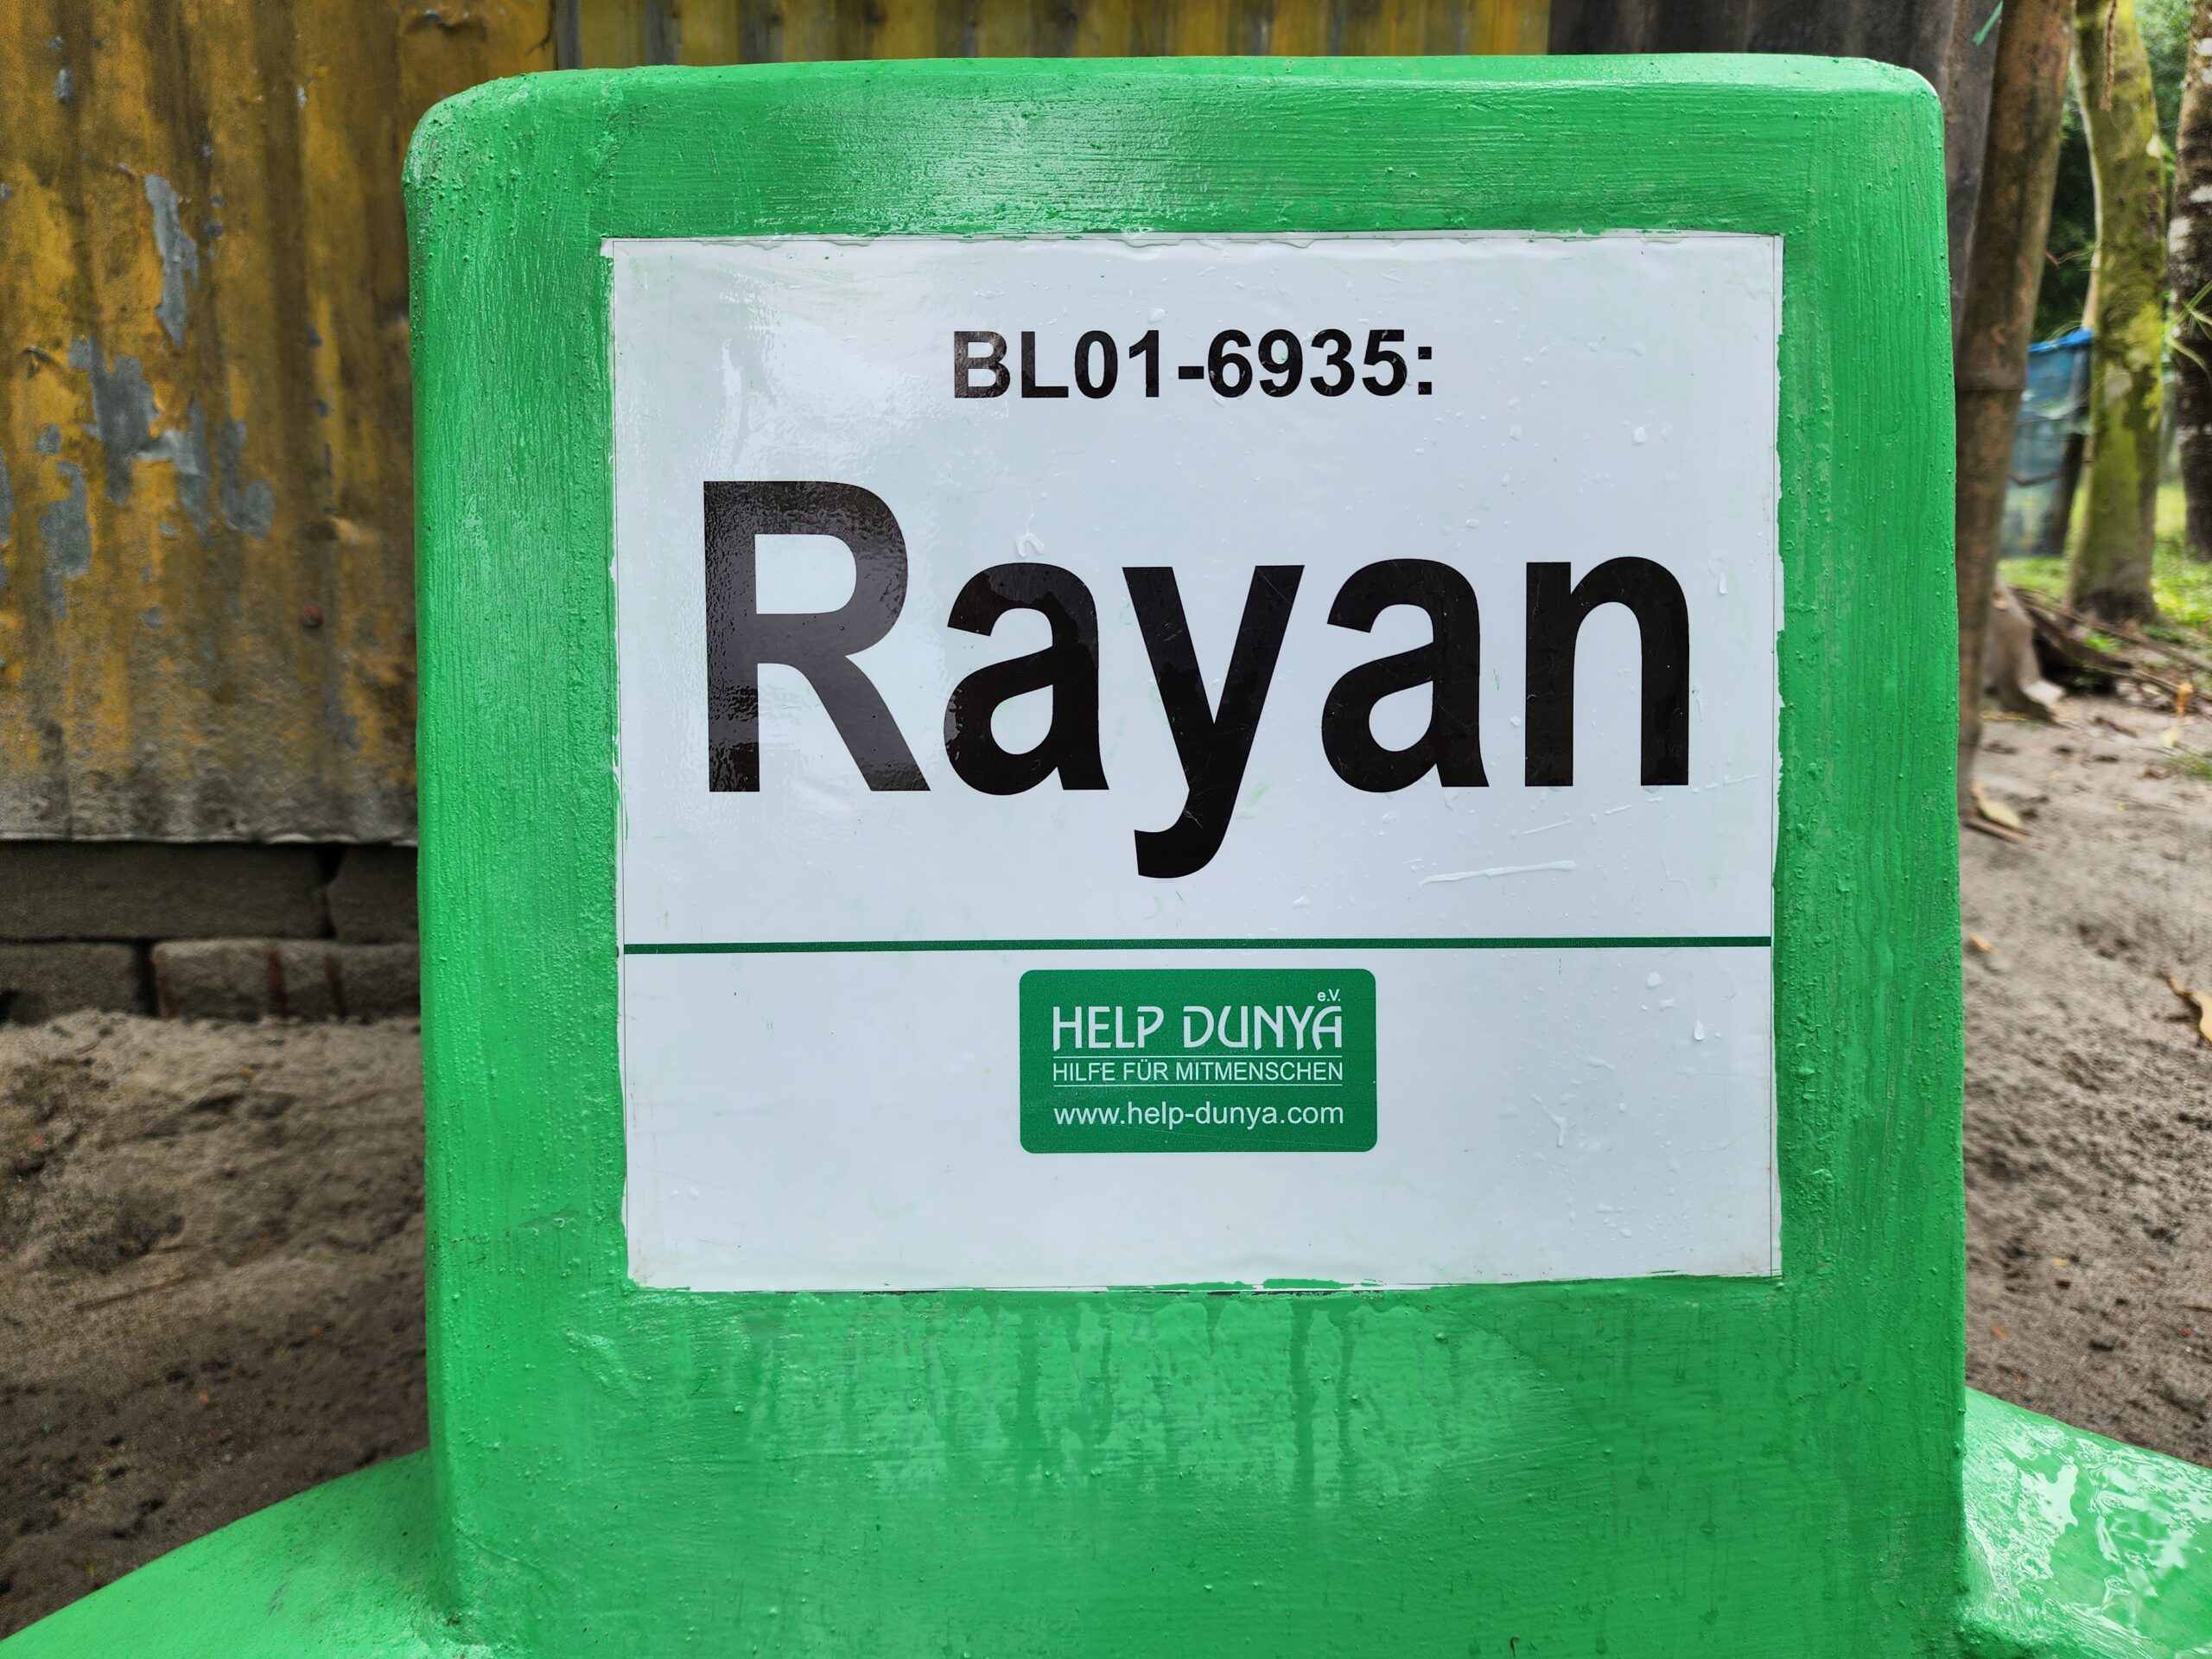 BL01-6935:
Rayan
e.V.
HELP DUNYA
HILFE FÜR MITMENSCHEN
www.help-dunya.com